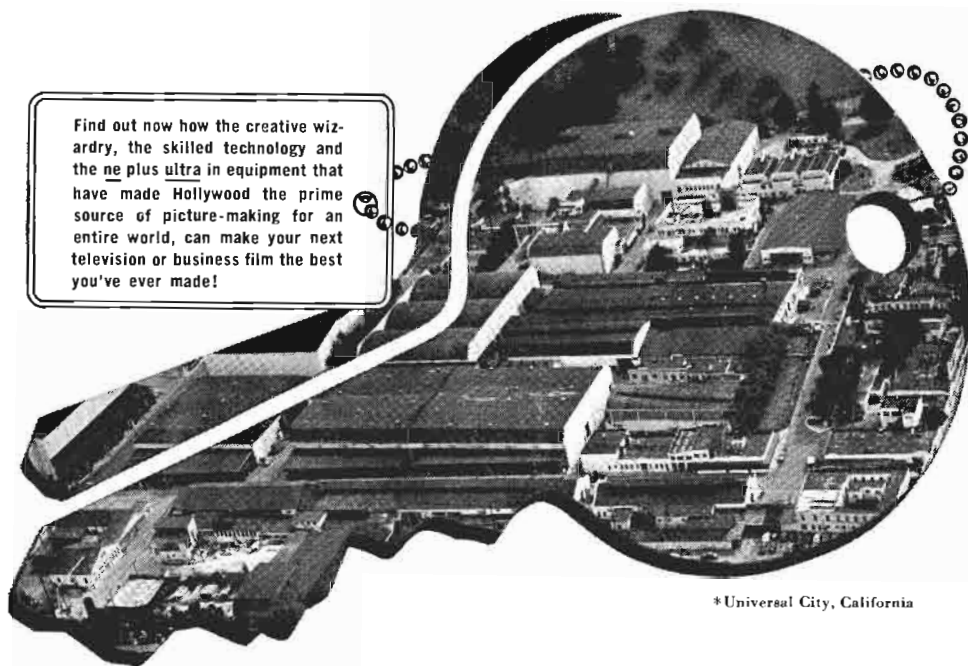 Find out now how the creative wiz-
ardry, the skilled technology and
the ne plus ultra in equipment that
have made Hollywood the prime
source of picture-making for an
entire world, can make your next
television or business film the best
you've ever made!
*Universal City, California